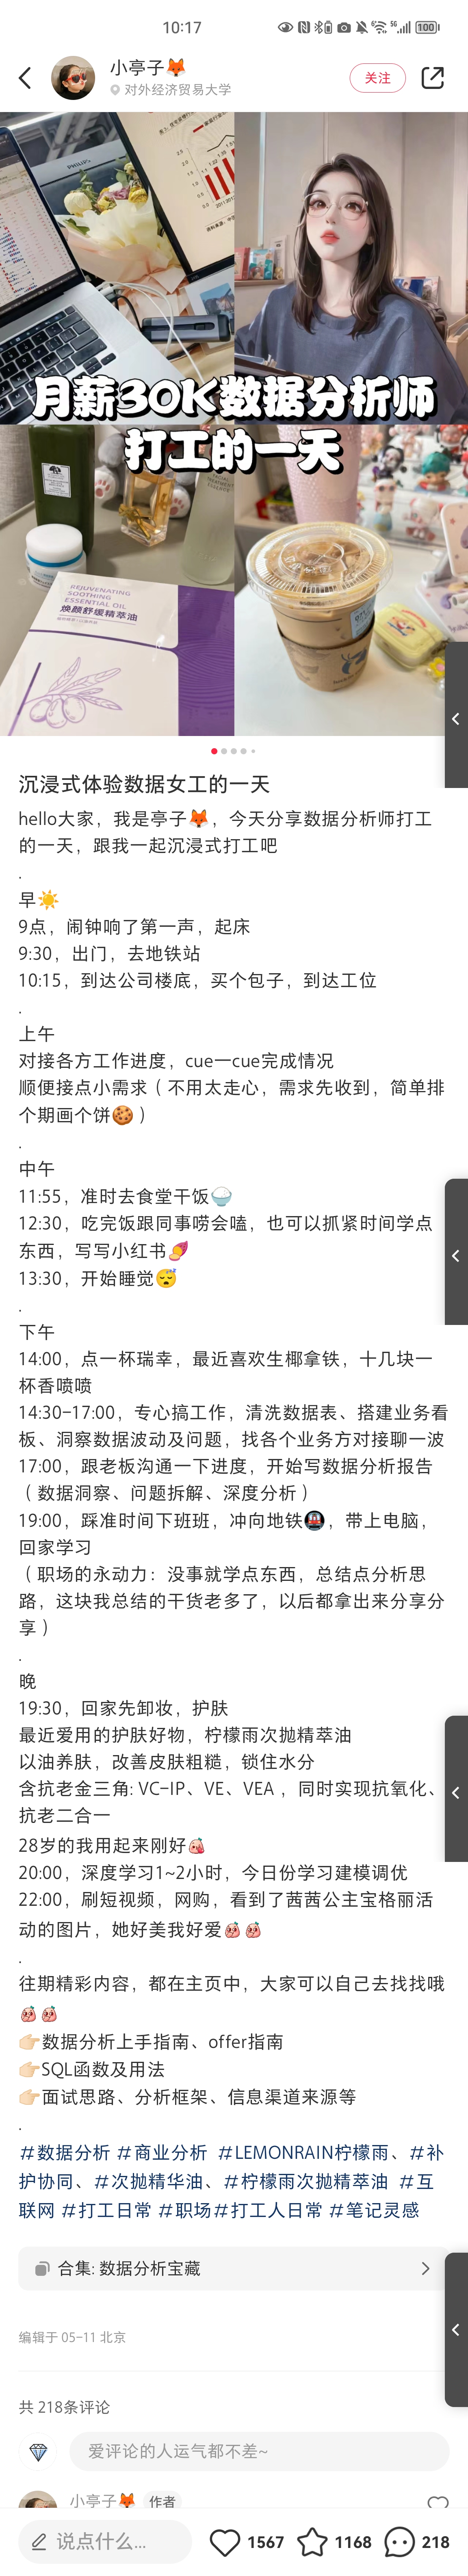 10:17
100
小亭子🦊
对外经济贸易大学
关注
月薪30K数据分析师
打工的一天
REJUVENATING
SOOTHING
ESSENTIAL OIL
焕颜舒缓精萃油
沉浸式体验数据女工的一天
hello大家，我是亭子🦊，今天分享数据分析师打工
的一天，跟我一起沉浸式打工吧
.
早☀️
9点，闹钟响了第一声，起床
9:30，出门，去地铁站
10:15，到达公司楼底，买个包子，到达工位
.
上午
对接各方工作进度，cue一cue完成情况
顺便接点小需求（不用太走心，需求先收到，简单排
个期画个饼🍪）
.
中午
11:55，准时去食堂干饭🍚
12:30，吃完饭跟同事唠会嗑，也可以抓紧时间学点
东西，写写小红书🍠
13:30，开始睡觉😴
.
下午
14:00，点一杯瑞幸，最近喜欢生椰拿铁，十几块一
杯香喷喷
14:30-17:00，专心搞工作，清洗数据表、搭建业务看
板、洞察数据波动及问题，找各个业务方对接聊一波
17:00，跟老板沟通一下进度，开始写数据分析报告
（数据洞察、问题拆解、深度分析）
19:00，踩准时间下班班，冲向地铁🚇，带上电脑，
回家学习
（职场的永动力：没事就学点东西，总结点分析思
路，这块我总结的干货老多了，以后都拿出来分享分
享）
.
晚
19:30，回家先卸妆，护肤
最近爱用的护肤好物，柠檬雨次抛精萃油
以油养肤，改善皮肤粗糙，锁住水分
含抗老金三角: VC-IP、VE、VEA ，同时实现抗氧化、
抗老二合一
28岁的我用起来刚好
20:00，深度学习1~2小时，今日份学习建模调优
22:00，刷短视频，网购，看到了茜茜公主宝格丽活
动的图片，她好美我好爱
.
往期精彩内容，都在主页中，大家可以自己去找找哦
👉🏻数据分析上手指南、offer指南
👉🏻SQL函数及用法
👉🏻面试思路、分析框架、信息渠道来源等
.
#数据分析 #商业分析 #LEMONRAIN柠檬雨、#补
护协同、#次抛精华油、#柠檬雨次抛精萃油 #互
联网 #打工日常 #职场#打工人日常 #笔记灵感
合集: 数据分析宝藏
编辑于 05-11 北京
共 218条评论
爱评论的人运气都不差~
小亭子🦊 作者
说点什么...
1567
1168
218